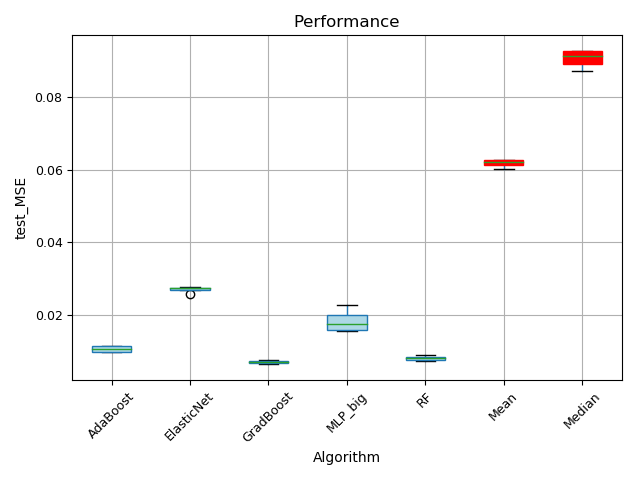 Performance
test_MSE
0.08
0.06
0.04
0.02
AdaBoost
ElasticNet
GradBoost
MLP_big
RF
Mean
Median
Algorithm